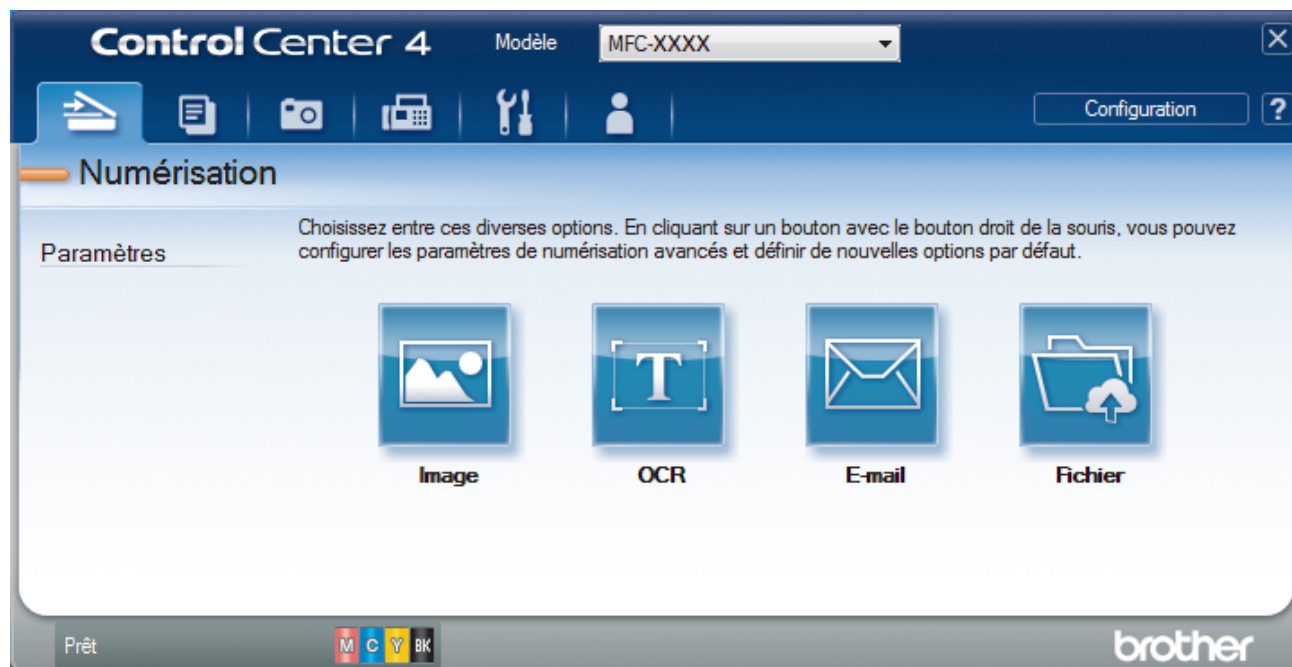 Control Center 4 Modèle MFC-XXXX
Configuration ?
Numérisation
Paramètres
Choisissez entre ces diverses options. En cliquant sur un bouton avec le bouton droit de la souris, vous pouvez
configurer les paramètres de numérisation avancés et définir de nouvelles options par défaut.
T
Image OCR E-mail Fichier
Prêt M C Y BK brother